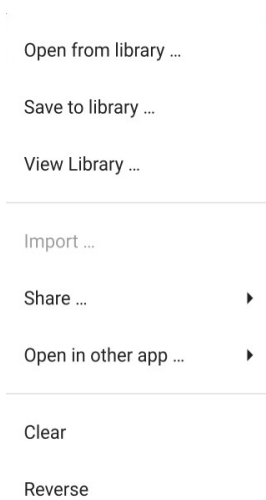 Open from library ...
Save to library ...
View Library ...
Import ...
Share ...
Open in other app ...
Clear
Reverse